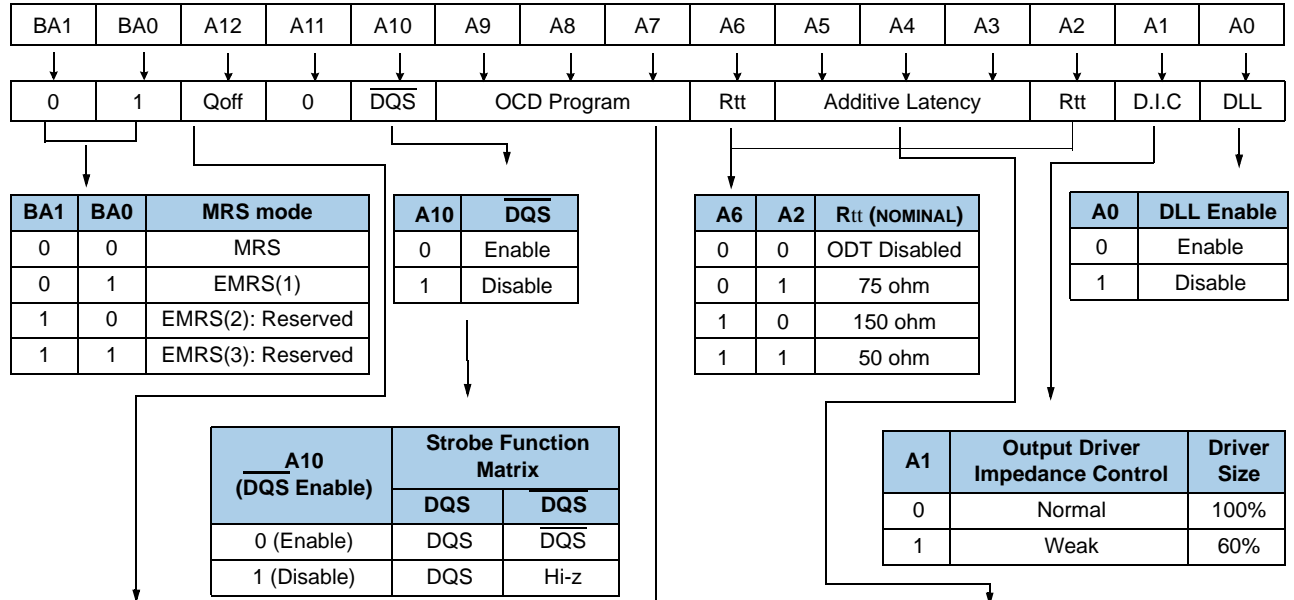 BA1 BA0 A12 A11 A10 A9 A8 A7 A6 A5 A4 A3 A2 A1 A0
0 1 Qoff 0 D̅Q̅S̅ OCD Program Rtt Additive Latency Rtt D.I.C DLL
BA1 BA0 MRS mode
0 0 MRS
0 1 EMRS(1)
1 0 EMRS(2): Reserved
1 1 EMRS(3): Reserved
A10 D̅Q̅S̅
0 Enable
1 Disable
A6 A2 Rtt (NOMINAL)
0 0 ODT Disabled
0 1 75 ohm
1 0 150 ohm
1 1 50 ohm
A0 DLL Enable
0 Enable
1 Disable
A10
(D̅Q̅S̅ Enable)
Strobe Function
Matrix
DQS D̅Q̅S̅
0 (Enable) DQS D̅Q̅S̅
1 (Disable) DQS Hi-z
A1
Output Driver
Impedance Control
Driver
Size
0 Normal 100%
1 Weak 60%